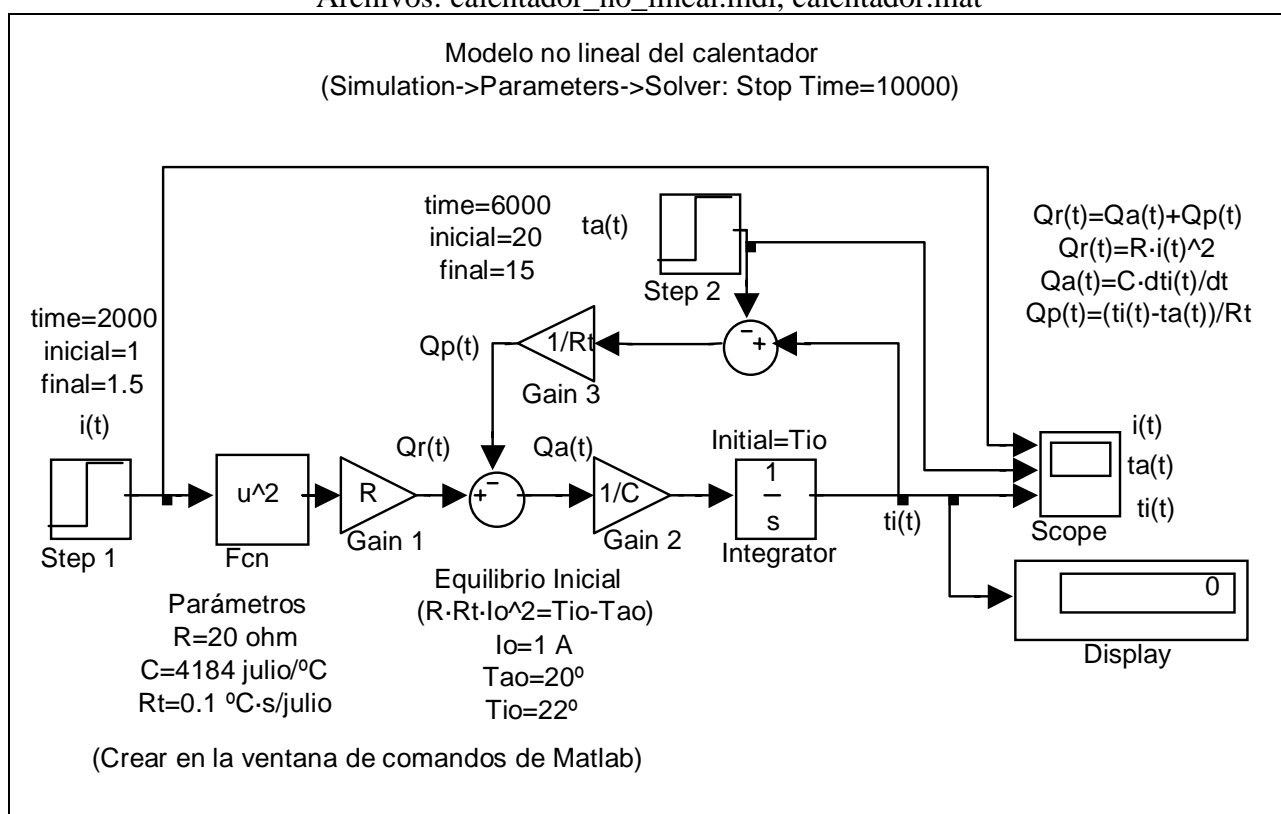 Archivos: calentador_no_lineal.mdl, calentador.mat
Modelo no lineal del calentador
(Simulation->Parameters->Solver: Stop Time=10000)
time=6000
inicial=20
final=15
ta(t)
Step 2
Qr(t)=Qa(t)+Qp(t)
Qr(t)=R·i(t)^2
Qa(t)=C·dti(t)/dt
Qp(t)=(ti(t)-ta(t))/Rt
time=2000
inicial=1
final=1.5
i(t)
Step 1
Qp(t)
1/Rt
Gain 3
- +
u^2
Fcn
R
Gain 1
Qr(t)
+ -
Qa(t)
1/C
Gain 2
Initial=Tio
1
s
Integrator
ti(t)
i(t)
ta(t)
ti(t)
Scope
0
Display
Parámetros
R=20 ohm
C=4184 julio/ºC
Rt=0.1 ºC·s/julio
Equilibrio Inicial
(R·Rt·Io^2=Tio-Tao)
Io=1 A
Tao=20º
Tio=22º
(Crear en la ventana de comandos de Matlab)